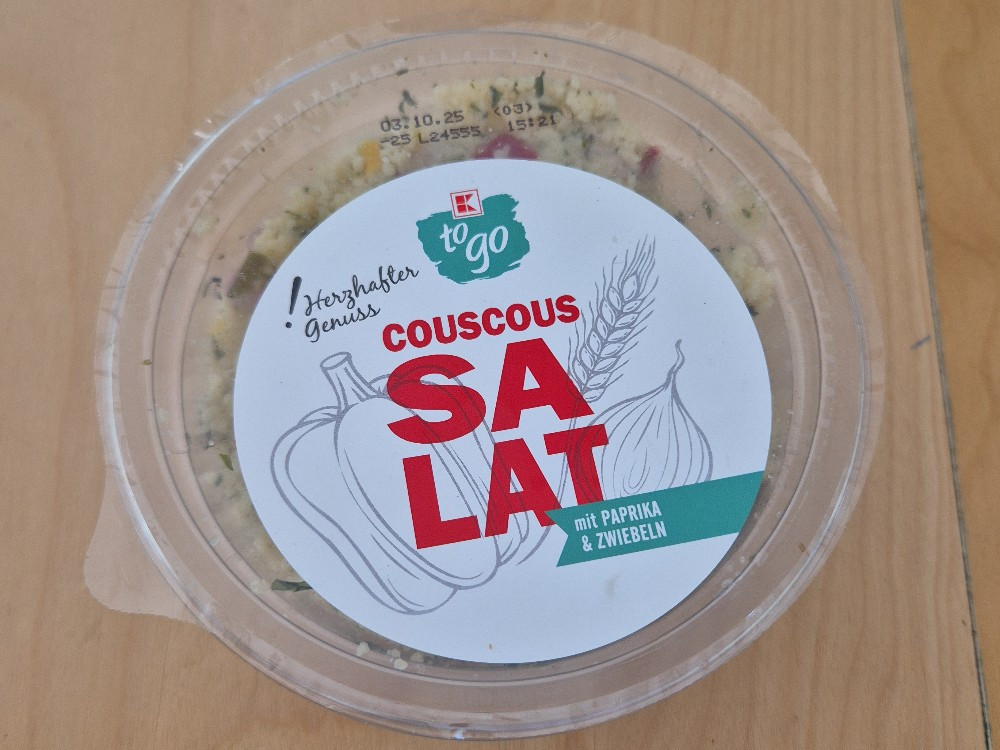 03.10.25 <03>
-25 L24555 15:21
K
to
go
! Herzhafter
Genuss
COUSCOUS
SA
LAT
mit PAPRIKA
& ZWIEBELN